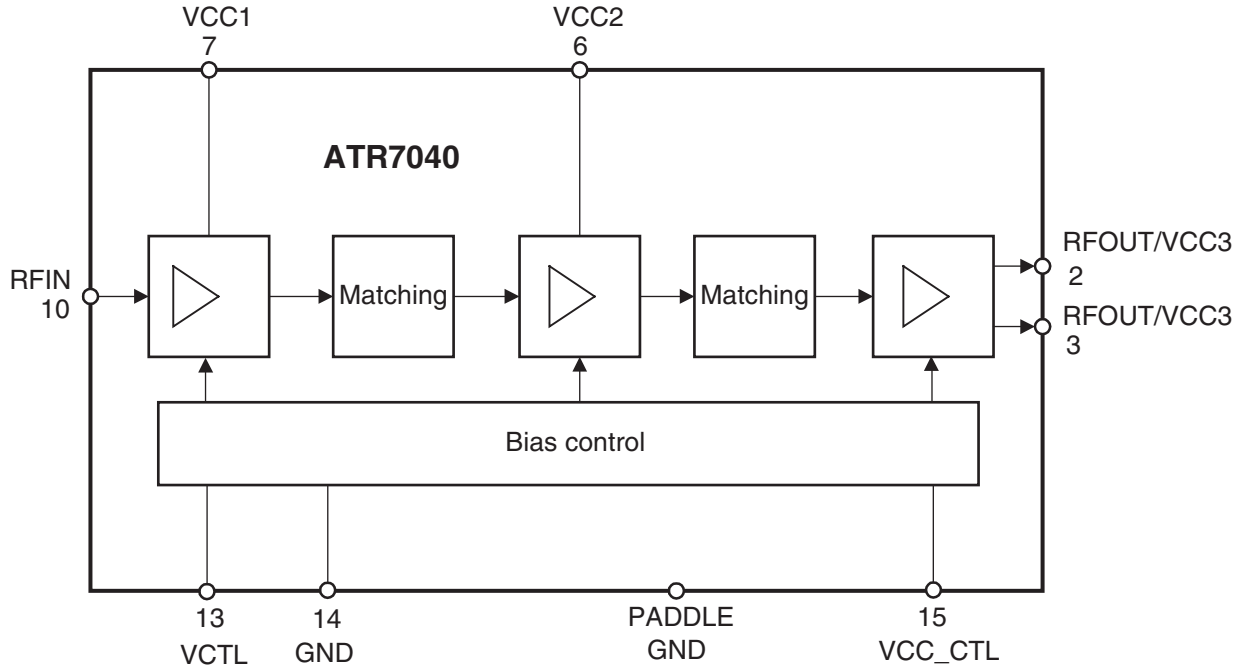 VCC1
7
VCC2
6
ATR7040
RFIN
10
Matching
Matching
RFOUT/VCC3
2
RFOUT/VCC3
3
Bias control
13
VCTL
14
GND
PADDLE
GND
15
VCC_CTL